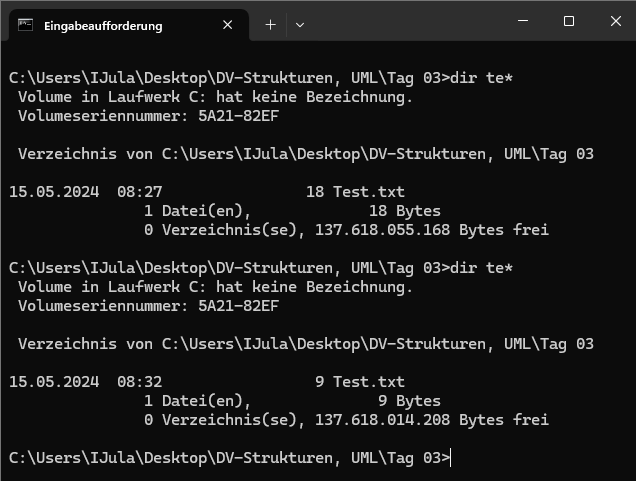 Eingabeaufforderung
C:\Users\IJula\Desktop\DV-Strukturen, UML\Tag 03>dir te*
 Volume in Laufwerk C: hat keine Bezeichnung.
 Volumeseriennummer: 5A21-82EF
 Verzeichnis von C:\Users\IJula\Desktop\DV-Strukturen, UML\Tag 03
15.05.2024  08:27                18 Test.txt
               1 Datei(en),             18 Bytes
               0 Verzeichnis(se), 137.618.055.168 Bytes frei
C:\Users\IJula\Desktop\DV-Strukturen, UML\Tag 03>dir te*
 Volume in Laufwerk C: hat keine Bezeichnung.
 Volumeseriennummer: 5A21-82EF
 Verzeichnis von C:\Users\IJula\Desktop\DV-Strukturen, UML\Tag 03
15.05.2024  08:32                 9 Test.txt
               1 Datei(en),              9 Bytes
               0 Verzeichnis(se), 137.618.014.208 Bytes frei
C:\Users\IJula\Desktop\DV-Strukturen, UML\Tag 03>